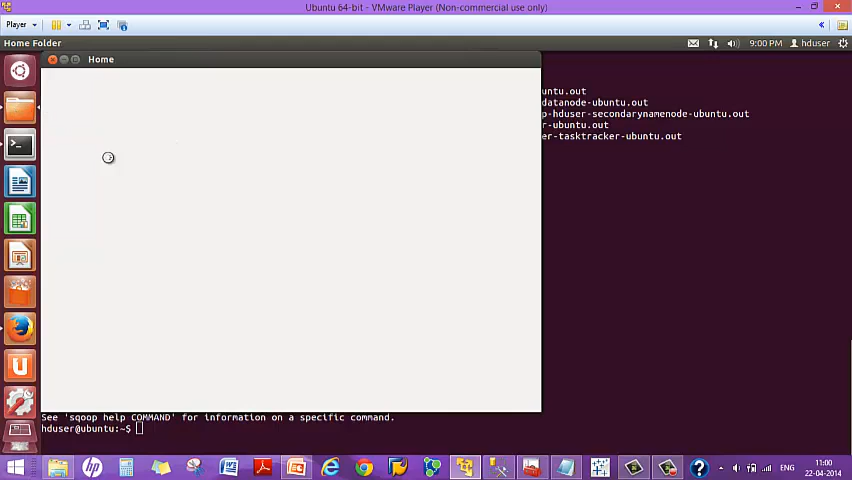 Ubuntu 64-bit - VMware Player (Non-commercial use only)
Player
Home Folder
9:00 PM
hduser
Home
untu.out
datanode-ubuntu.out
p-hduser-secondarynamenode-ubuntu.out
r-ubuntu.out
er-tasktracker-ubuntu.out
See 'sqoop help COMMAND' for information on a specific command.
hduser@ubuntu:~$
ENG
11:00
22-04-2014